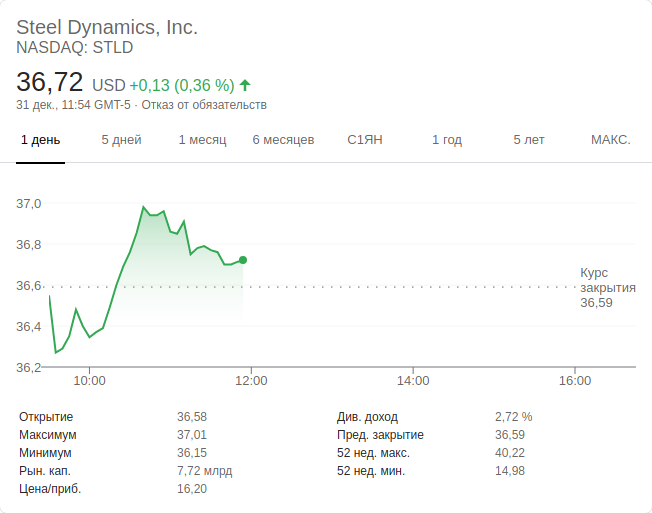 Steel Dynamics, Inc.
NASDAQ: STLD
36,72 USD +0,13 (0,36 %)
31 дек., 11:54 GMT-5 · Отказ от обязательств
1 день 5 дней 1 месяц 6 месяцев С1ЯН 1 год 5 лет МАКС.
37,0
36,8
36,6
36,4
36,2
Курс
закрытия
36,59
10:00 12:00 14:00 16:00
Открытие 36,58 Див. доход 2,72 %
Максимум 37,01 Пред. закрытие 36,59
Минимум 36,15 52 нед. макс. 40,22
Рын. кап. 7,72 млрд 52 нед. мин. 14,98
Цена/приб. 16,20